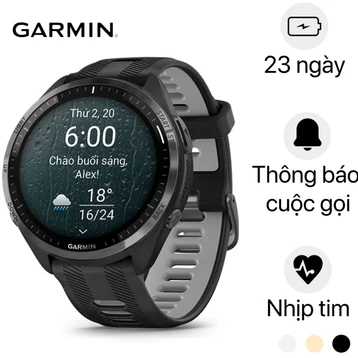 GARMIN.
23 ngày
Thứ 2, 20
6:00
Chào buổi sáng,
Alex!
18°
16/24
GARMIN
Thông báo
cuộc gọi
Nhịp tim